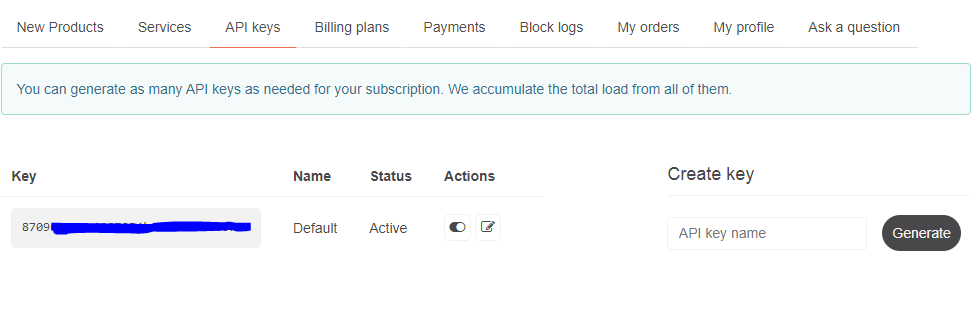 New Products Services API keys Billing plans Payments Block logs My orders My profile Ask a question
You can generate as many API keys as needed for your subscription. We accumulate the total load from all of them.
Key Name Status Actions
8709 Default Active
Create key
API key name Generate